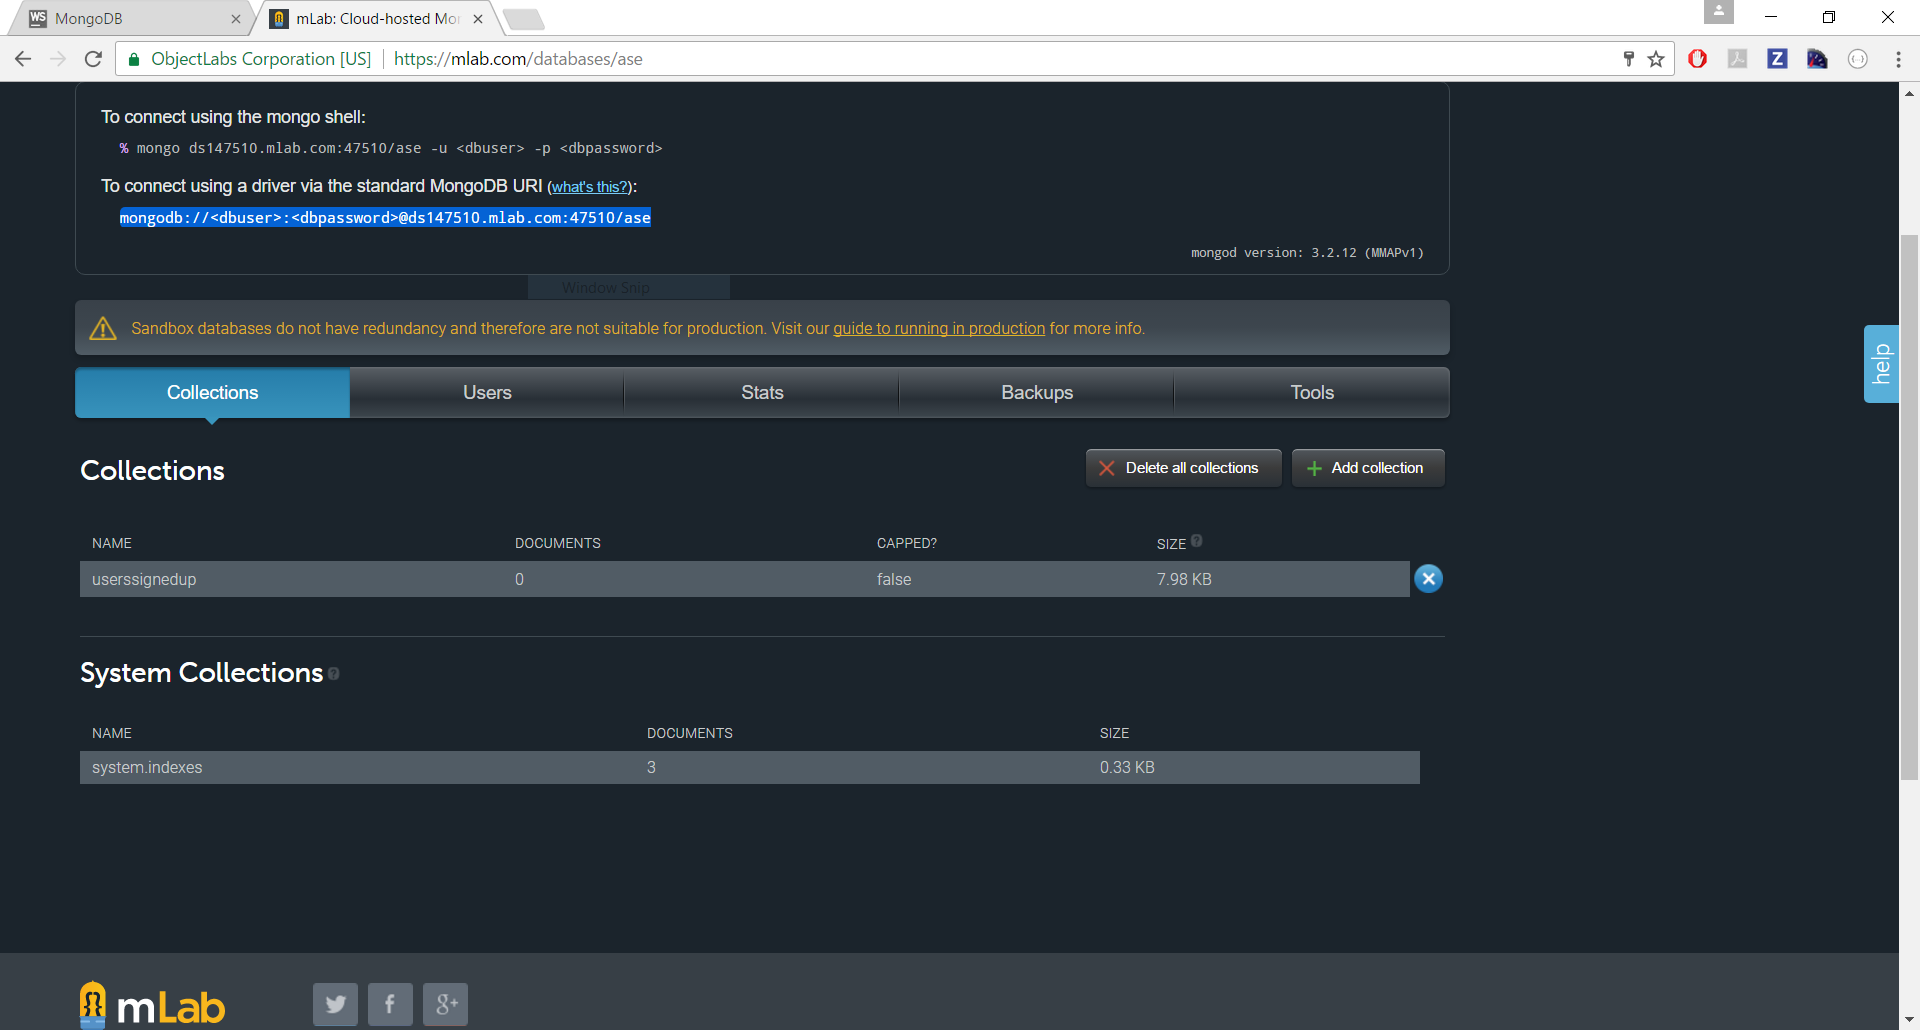 WS MongoDB
mLab: Cloud-hosted Mo
ObjectLabs Corporation [US] https://mlab.com/databases/ase
Z
To connect using the mongo shell:
% mongo ds147510.mlab.com:47510/ase -u <dbuser> -p <dbpassword>
To connect using a driver via the standard MongoDB URI (what's this?):
mongodb://<dbuser>:<dbpassword>@ds147510.mlab.com:47510/ase
mongod version: 3.2.12 (MMAPv1)
Window Snip
Sandbox databases do not have redundancy and therefore are not suitable for production. Visit our guide to running in production for more info.
help
Collections Users Stats Backups Tools
Collections
Delete all collections
Add collection
NAME DOCUMENTS CAPPED? SIZE ?
userssignedup 0 false 7.98 KB
System Collections ?
NAME DOCUMENTS SIZE
system.indexes 3 0.33 KB
mLab
f
g+